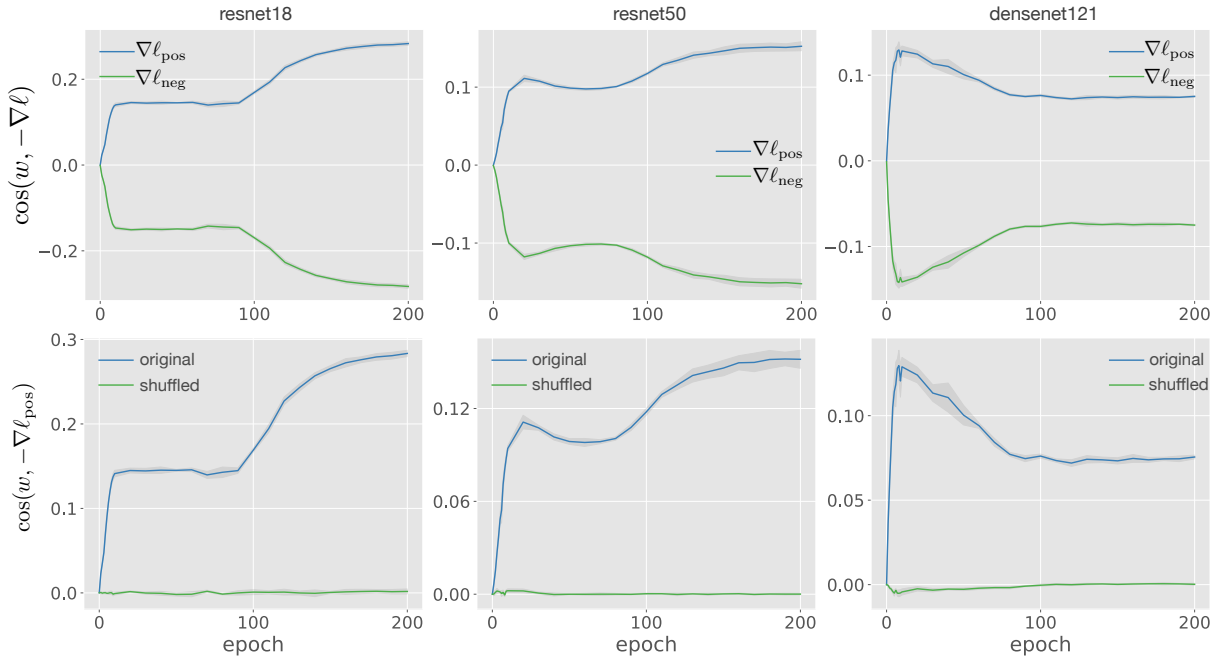 resnet18
resnet50
densenet121
cos(w, −∇ℓ)
0.2
0.0
−0.2
∇ℓpos
∇ℓneg
0 100 200
0.15
0.1
0.0
−0.1
∇ℓpos
∇ℓneg
0 100 200
0.1
0.0
−0.1
∇ℓpos
∇ℓneg
0 100 200
cos(w, −∇ℓpos)
0.3
0.2
0.1
0.0
original
shuffled
0 100 200
epoch
0.12
0.06
0.00
original
shuffled
0 100 200
epoch
0.10
0.05
0.00
original
shuffled
0 100 200
epoch